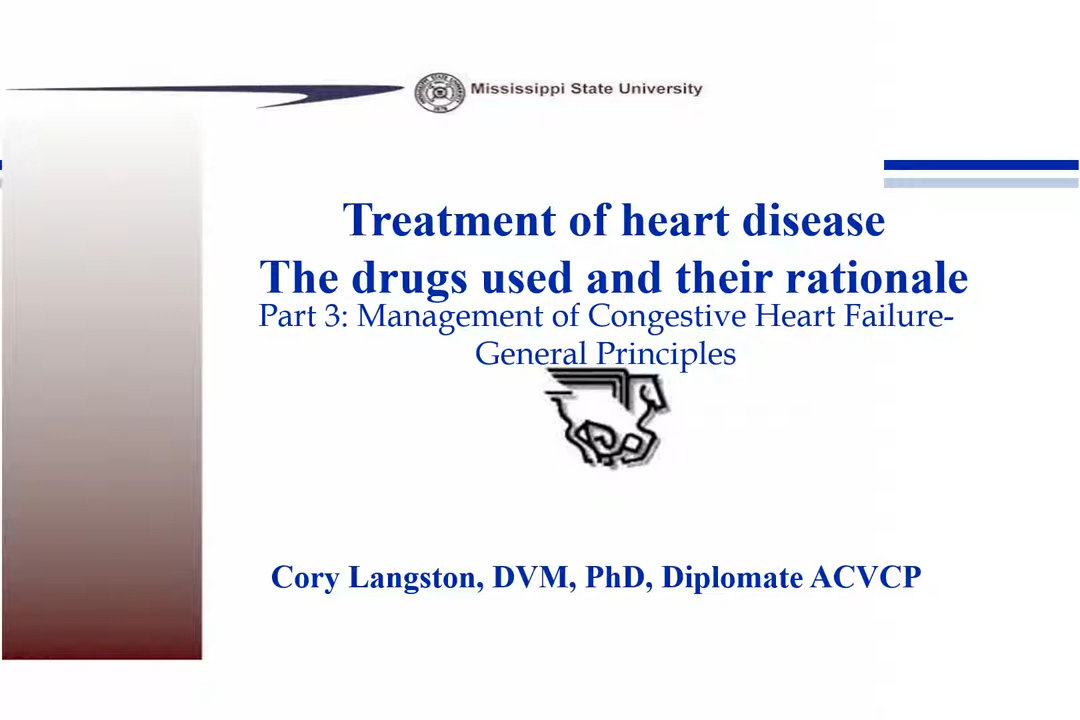 Mississippi State University
Treatment of heart disease
The drugs used and their rationale
Part 3: Management of Congestive Heart Failure-
General Principles
Cory Langston, DVM, PhD, Diplomate ACVCP